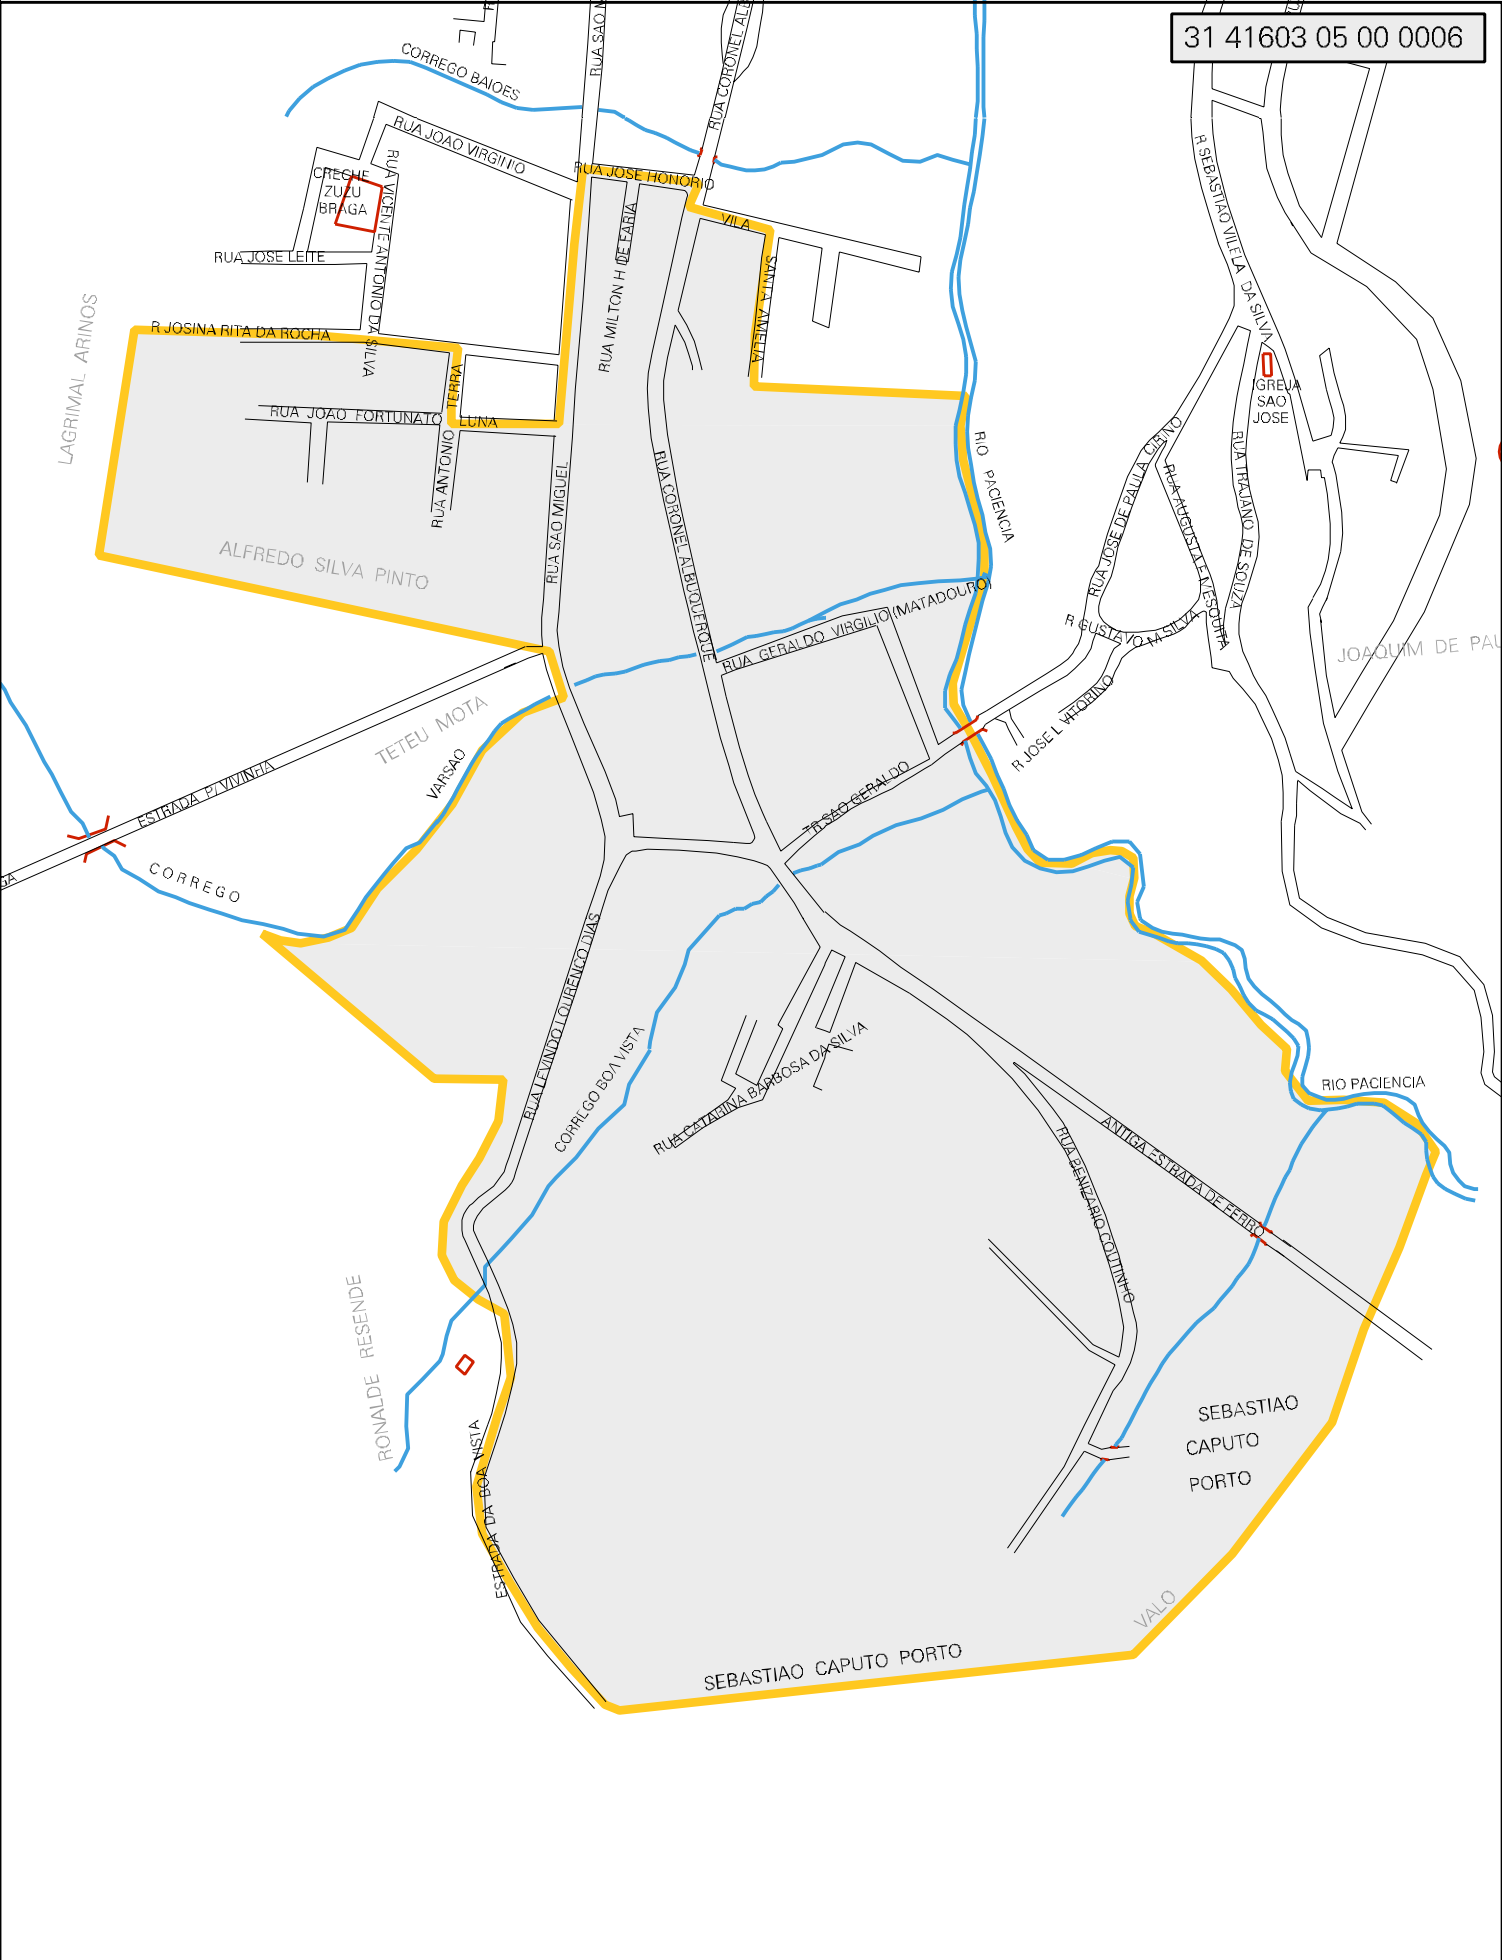 31 41603 05 00 0006
RUA SAO M
RUA CORONEL ALB
CORREGO BAIOES
RUA JOAO VIRGINIO
RUA JOSE HONORIO
CRECHE
ZUZU
BRAGA
RUA VICENTE ANTONIO DA SILVA
RUA JOSE LEITE
RUA MILTON H DE FARIA
VILA
SANTA AMELIA
R SEBASTIAO VILELA DA SILVA
LAGRIMAL ARINOS
R JOSINA RITA DA ROCHA
TERRA
RUA JOAO FORTUNATO
LUNA
RUA ANTONIO
RUA SAO MIGUEL
RUA CORONEL ALBUQUERQUE
RIO PACIENCIA
IGREJA
SAO
JOSE
RUA JOSE DE PAULA CIRINO
RUA AUGUSTA E MESQUITA
RUA TRAJANO DE SOUZA
ALFREDO SILVA PINTO
RUA GERALDO VIRGILIO (MATADOURO)
R GUSTAVO M SILVA
JOAQUIM DE PAU
TETEU MOTA
R JOSE L VITORINO
VARSAO
ESTRADA P/ VIVINHA
TR SAO GERALDO
GA
CORREGO
RUA LEVINDO LOURENCO DIAS
CORREGO BOA VISTA
RUA CATARINA BARBOSA DA SILVA
RIO PACIENCIA
ANTIGA ESTRADA DE FERRO
RUA BENIZARIO COUTINHO
RONALDE RESENDE
ESTRADA DA BOA VISTA
SEBASTIAO
CAPUTO
PORTO
VALO
SEBASTIAO CAPUTO PORTO